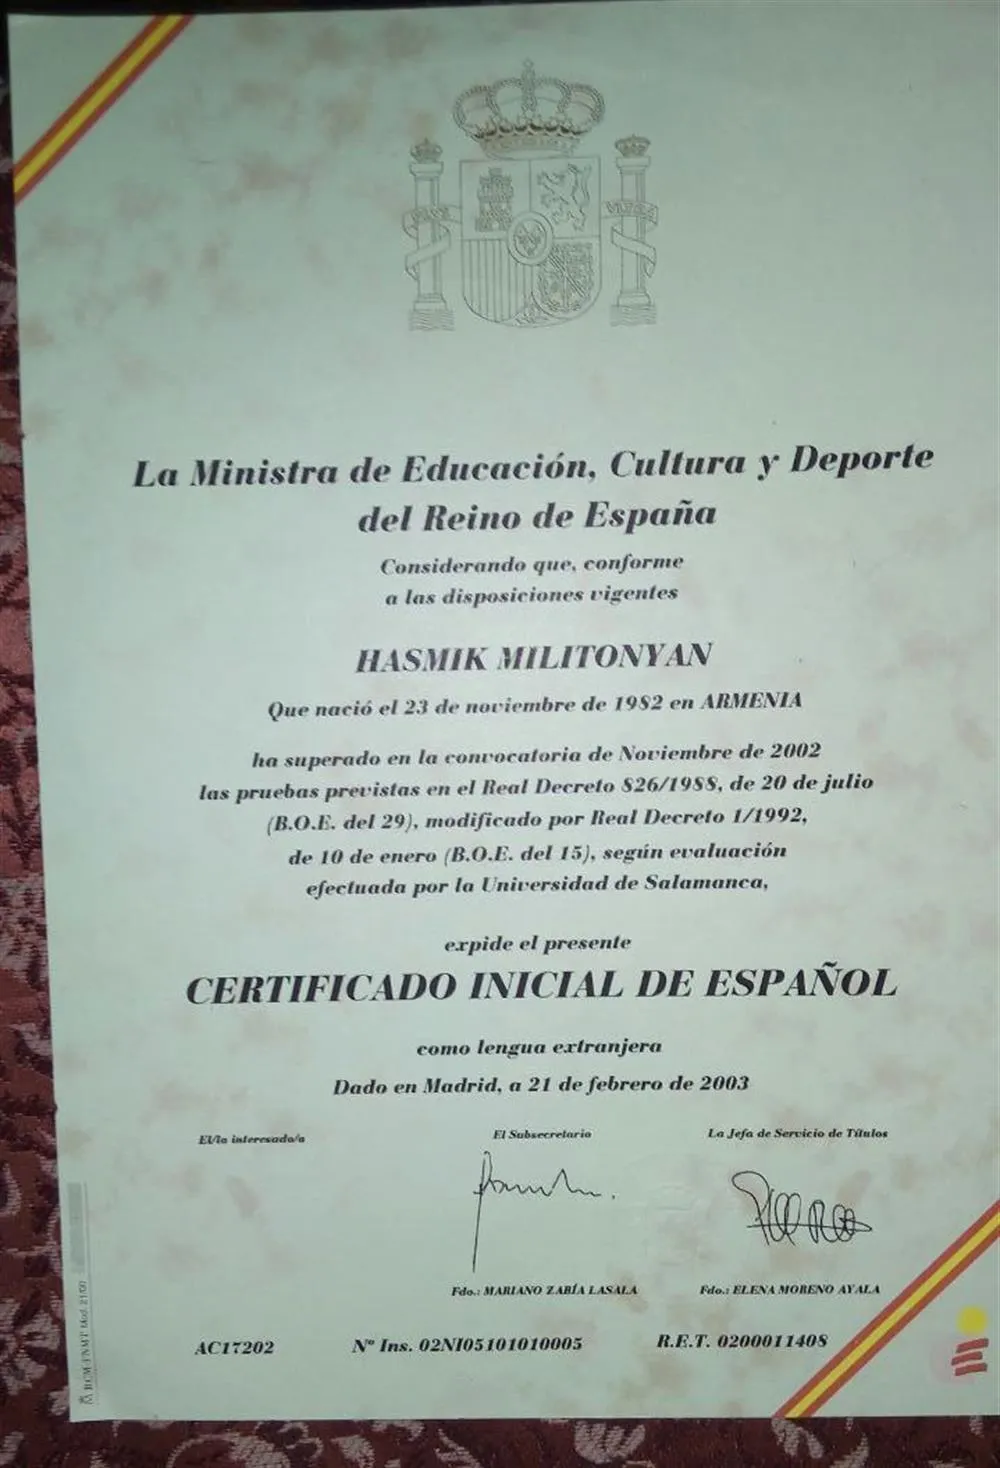 La Ministra de Educación, Cultura y Deporte
del Reino de España
Considerando que, conforme
a las disposiciones vigentes
HASMIK MILITONYAN
Que nació el 23 de noviembre de 1982 en ARMENIA
ha superado en la convocatoria de Noviembre de 2002
las pruebas previstas en el Real Decreto 826/1988, de 20 de julio
(B.O.E. del 29), modificado por Real Decreto 1/1992,
de 10 de enero (B.O.E. del 15), según evaluación
efectuada por la Universidad de Salamanca,
expide el presente
CERTIFICADO INICIAL DE ESPAÑOL
como lengua extranjera
Dado en Madrid, a 21 de febrero de 2003
El/la interesado/a
El Subsecretario
La Jefa de Servicio de Títulos
Fdo.: MARIANO ZABÍA LASALA
Fdo.: ELENA MORENO AYALA
AC17202
Nº Ins. 02NI05101010005
R.E.T. 0200011408
RCM-FNMT Mod. 21/00